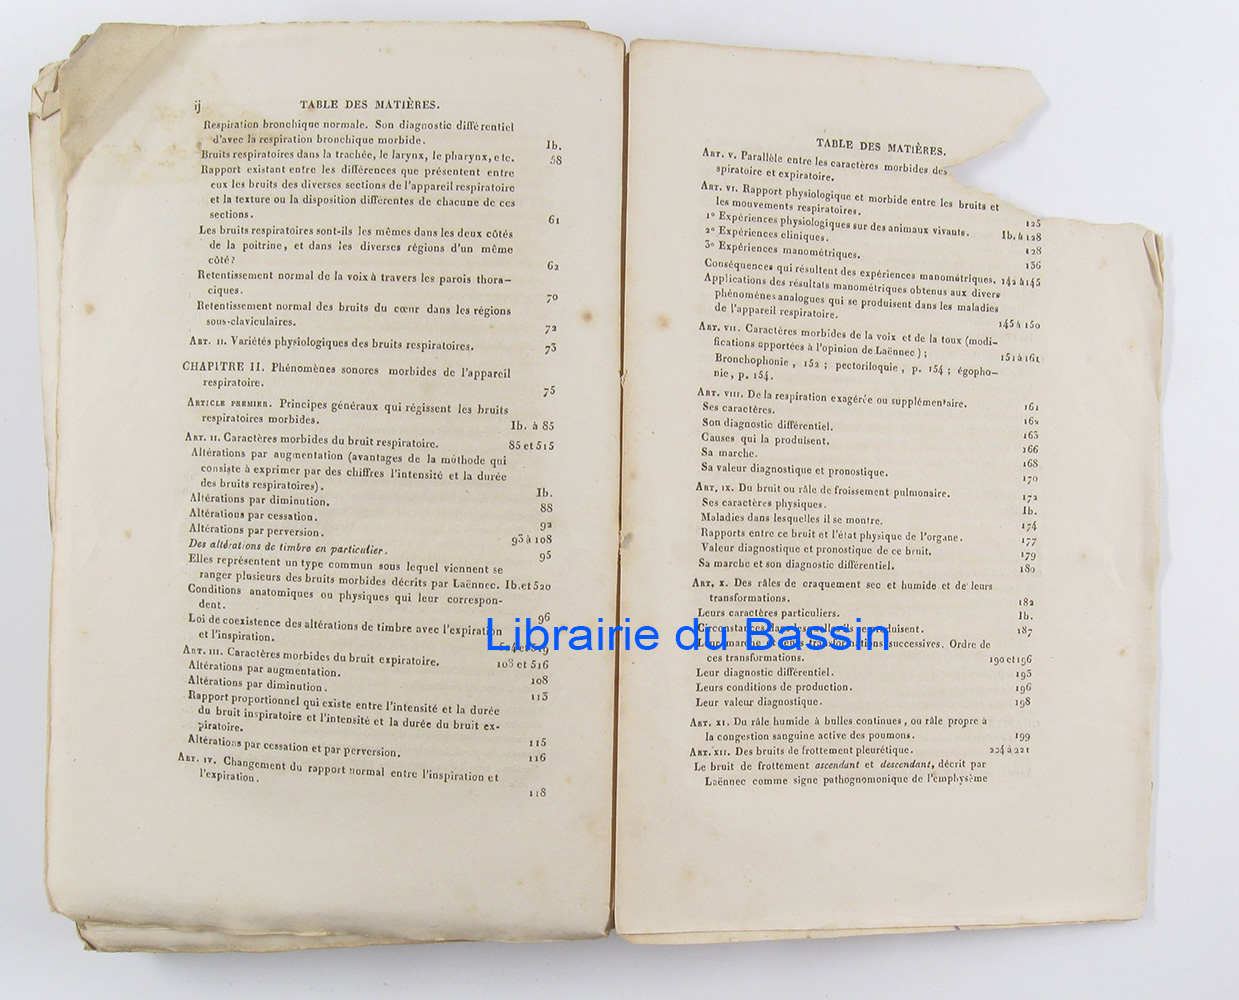 ij TABLE DES MATIÈRES.
Respiration bronchique normale. Son diagnostic différentiel
d'avec la respiration bronchique morbide. Ib.
Bruits respiratoires dans la trachée, le larynx, le pharynx, etc. 58
Rapport existant entre les différences que présentent entre
eux les bruits des diverses sections de l'appareil respiratoire
et la texture ou la disposition différentes de chacune de ces
sections. 61
Les bruits respiratoires sont-ils les mêmes dans les deux côtés
de la poitrine, et dans les diverses régions d'un même
côté? 62
Retentissement normal de la voix à travers les parois thora-
ciques. 70
Retentissement normal des bruits du cœur dans les régions
sous-claviculaires. 72
ART. II. Variétés physiologiques des bruits respiratoires. 73
CHAPITRE II. Phénomènes sonores morbides de l'appareil
respiratoire. 75
ARTICLE PREMIER. Principes généraux qui régissent les bruits
respiratoires morbides. Ib. à 85
ART. II. Caractères morbides du bruit respiratoire. 85 et 515
Altérations par augmentation (avantages de la méthode qui
consiste à exprimer par des chiffres l'intensité et la durée
des bruits respiratoires). Ib.
Altérations par diminution. 88
Altérations par cessation. 92
Altérations par perversion. 93 à 108
Des altérations de timbre en particulier. 95
Elles représentent un type commun sous lequel viennent se
ranger plusieurs des bruits morbides décrits par Laënnec. Ib. et 520
Conditions anatomiques ou physiques qui leur correspon-
dent. 96
Loi de coexistence des altérations de timbre avec l'expiration
et l'inspiration. 504 et 519
ART. III. Caractères morbides du bruit expiratoire. 108 et 516
Altérations par augmentation. 108
Altérations par diminution. 113
Rapport proportionnel qui existe entre l'intensité et la durée
du bruit inspiratoire et l'intensité et la durée du bruit ex-
piratoire. 115
Altérations par cessation et par perversion. 116
ART. IV. Changement du rapport normal entre l'inspiration et
l'expiration. 118
TABLE DES MATIÈRES.
ART. V. Parallèle entre les caractères morbides des
spiratoire et expiratoire.
ART. VI. Rapport physiologique et morbide entre les bruits et
les mouvements respiratoires. 125
1º Expériences physiologiques sur des animaux vivants. Ib. à 128
2º Expériences cliniques. 128
3º Expériences manométriques. 136
Conséquences qui résultent des expériences manométriques. 142 à 145
Applications des résultats manométriques obtenus aux divers
phénomènes analogues qui se produisent dans les maladies
de l'appareil respiratoire. 145 à 150
ART. VII. Caractères morbides de la voix et de la toux (modi-
fications apportées à l'opinion de Laënnec); 151 à 161
Bronchophonie, 152; pectoriloquie, p. 154; égopho-
nie, p. 154.
ART. VIII. De la respiration exagérée ou supplémentaire. 161
Ses caractères. 162
Son diagnostic différentiel. 163
Causes qui la produisent. 166
Sa marche. 168
Sa valeur diagnostique et pronostique. 170
ART. IX. Du bruit ou râle de froissement pulmonaire. 172
Ses caractères physiques. Ib.
Maladies dans lesquelles il se montre. 174
Rapports entre ce bruit et l'état physique de l'organe. 177
Valeur diagnostique et pronostique de ce bruit. 179
Sa marche et son diagnostic différentiel. 180
ART. X. Des râles de craquement sec et humide et de leurs
transformations. 182
Leurs caractères particuliers. Ib.
Circonstances dans lesquelles ils se produisent. 187
Leur marche et leurs transformations successives. Ordre de
ces transformations. 190 et 196
Leur diagnostic différentiel. 193
Leurs conditions de production. 196
Leur valeur diagnostique. 198
ART. XI. Du râle humide à bulles continues, ou râle propre à
la congestion sanguine active des poumons. 199
ART. XII. Des bruits de frottement pleurétique. 204 à 221
Le bruit de frottement ascendant et descendant, décrit par
Laënnec comme signe pathognomonique de l'emphysème
Librairie du Bassin